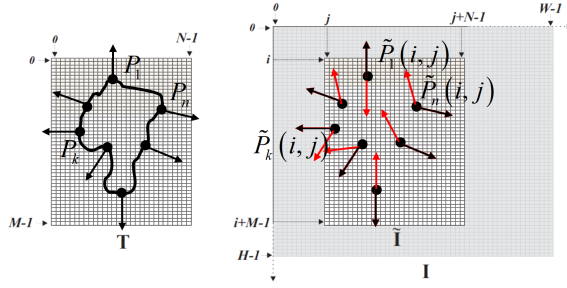 0 N-1
0
P₁
Pₙ
Pₖ
M-1
T
0 j j+N-1 W-1
0
i
P̃₁(i, j)
P̃ₙ(i, j)
P̃ₖ(i, j)
i+M-1
Ĩ
H-1
I